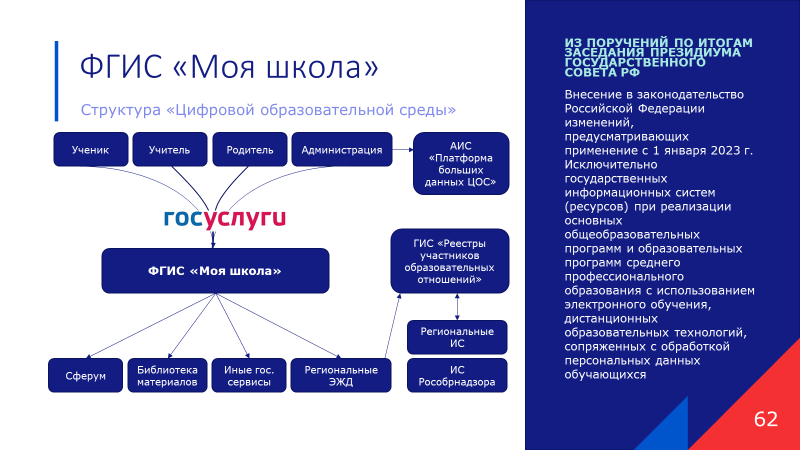 ФГИС «Моя школа»
Структура «Цифровой образовательной среды»
Ученик
Учитель
Родитель
Администрация
АИС
«Платформа
больших
данных ЦОС»
госуслуги
ФГИС «Моя школа»
ГИС «Реестры
участников
образовательных
отношений»
Региональные
ИС
Сферум
Библиотека
материалов
Иные гос.
сервисы
Региональные
ЭЖД
ИС
Рособрнадзора
ИЗ ПОРУЧЕНИЙ ПО ИТОГАМ
ЗАСЕДАНИЯ ПРЕЗИДИУМА
ГОСУДАРСТВЕННОГО
СОВЕТА РФ
Внесение в законодательство
Российской Федерации
изменений,
предусматривающих
применение с 1 января 2023 г.
Исключительно
государственных
информационных систем
(ресурсов) при реализации
основных
общеобразовательных
программ и образовательных
программ среднего
профессионального
образования с использованием
электронного обучения,
дистанционных
образовательных технологий,
сопряженных с обработкой
персональных данных
обучающихся
62